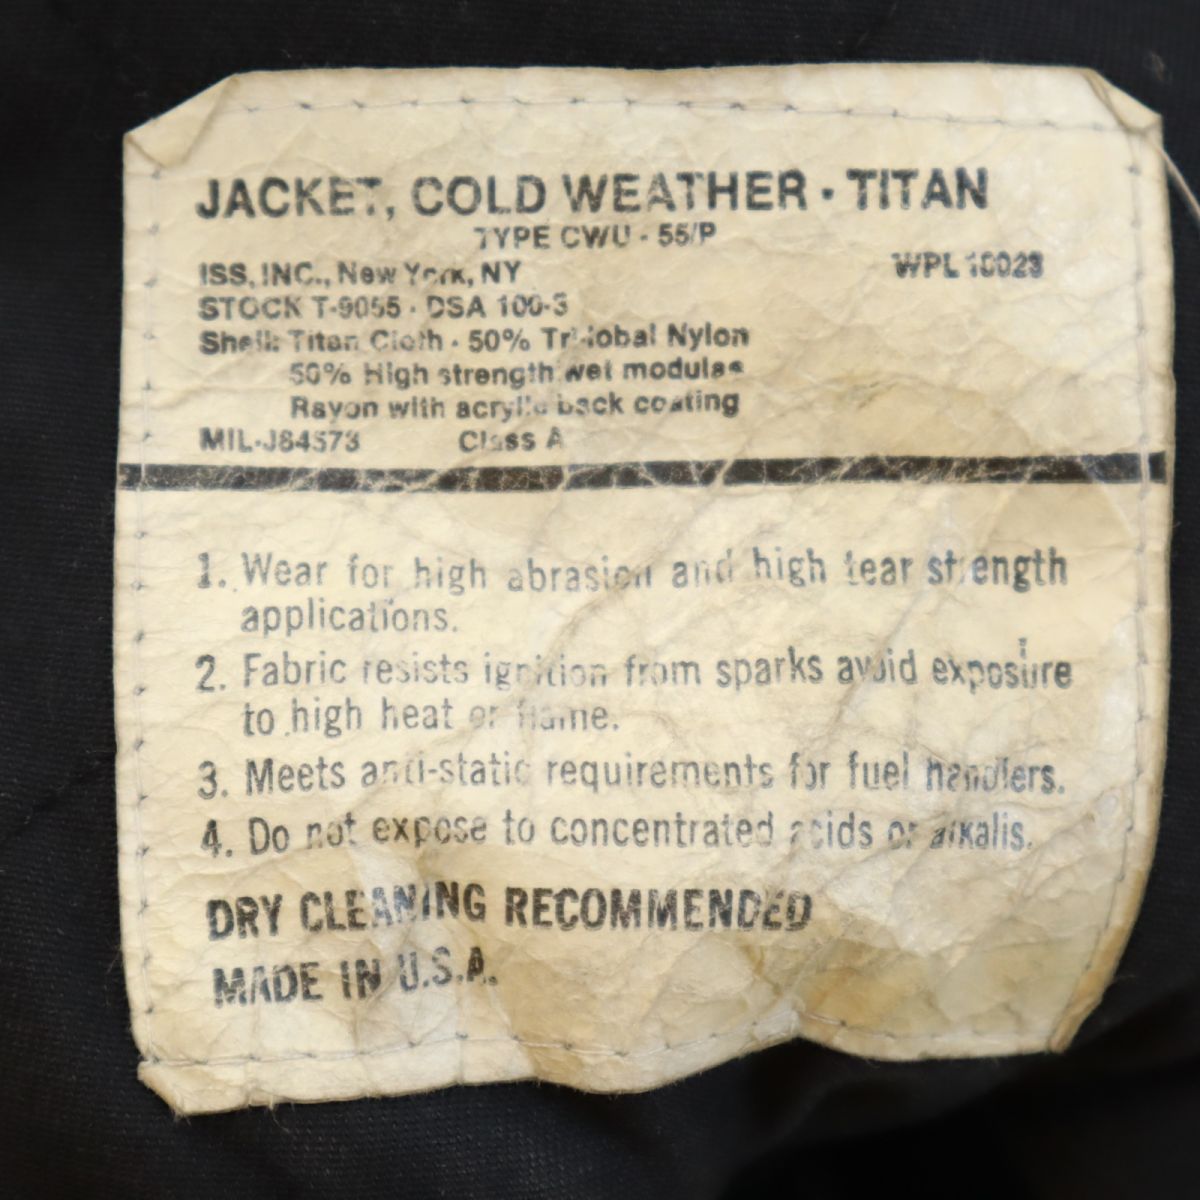 JACKET, COLD WEATHER · TITAN
TYPE CWU - 55/P
WPL 10023
ISS, INC., New York, NY
STOCK T-9055 · DSA 100-3
Shell: Titan Cloth · 50% Tri-lobal Nylon
50% High strength wet modulas
Rayon with acrylic back coating
MIL-J84573 Class A
1. Wear for high abrasion and high tear strength
applications.
2. Fabric resists ignition from sparks avoid exposure
to high heat or flame.
3. Meets anti-static requirements for fuel handlers.
4. Do not expose to concentrated acids or alkalis.
DRY CLEANING RECOMMENDED
MADE IN U.S.A.